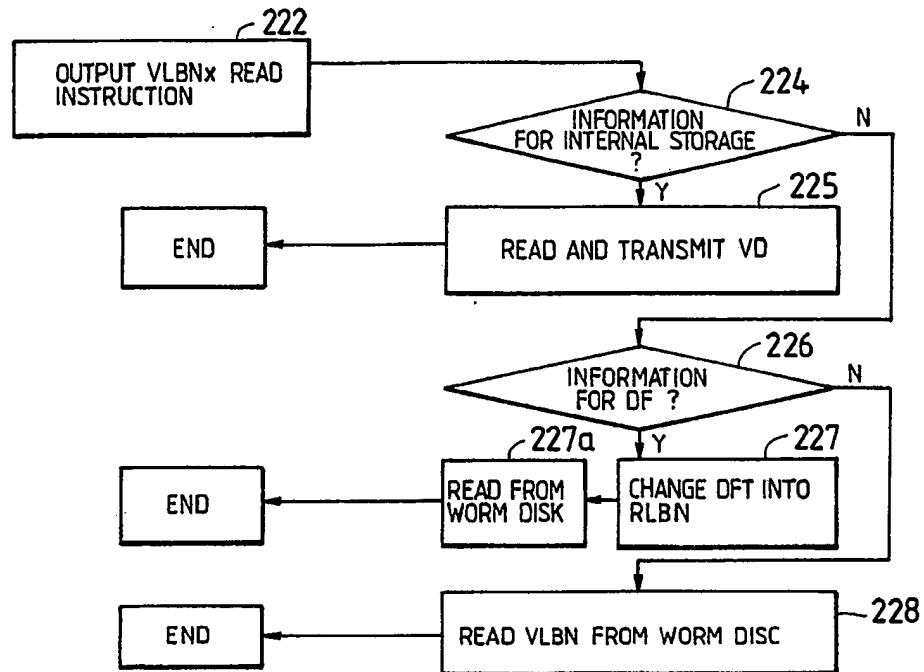 222
OUTPUT VLBNx READ
INSTRUCTION
224
INFORMATION
FOR INTERNAL STORAGE
?
N
Y
225
END
READ AND TRANSMIT VD
226
INFORMATION
FOR DF ?
N
Y
227a
227
END
READ FROM
WORM DISK
CHANGE DFT INTO
RLBN
END
READ VLBN FROM WORM DISC
228